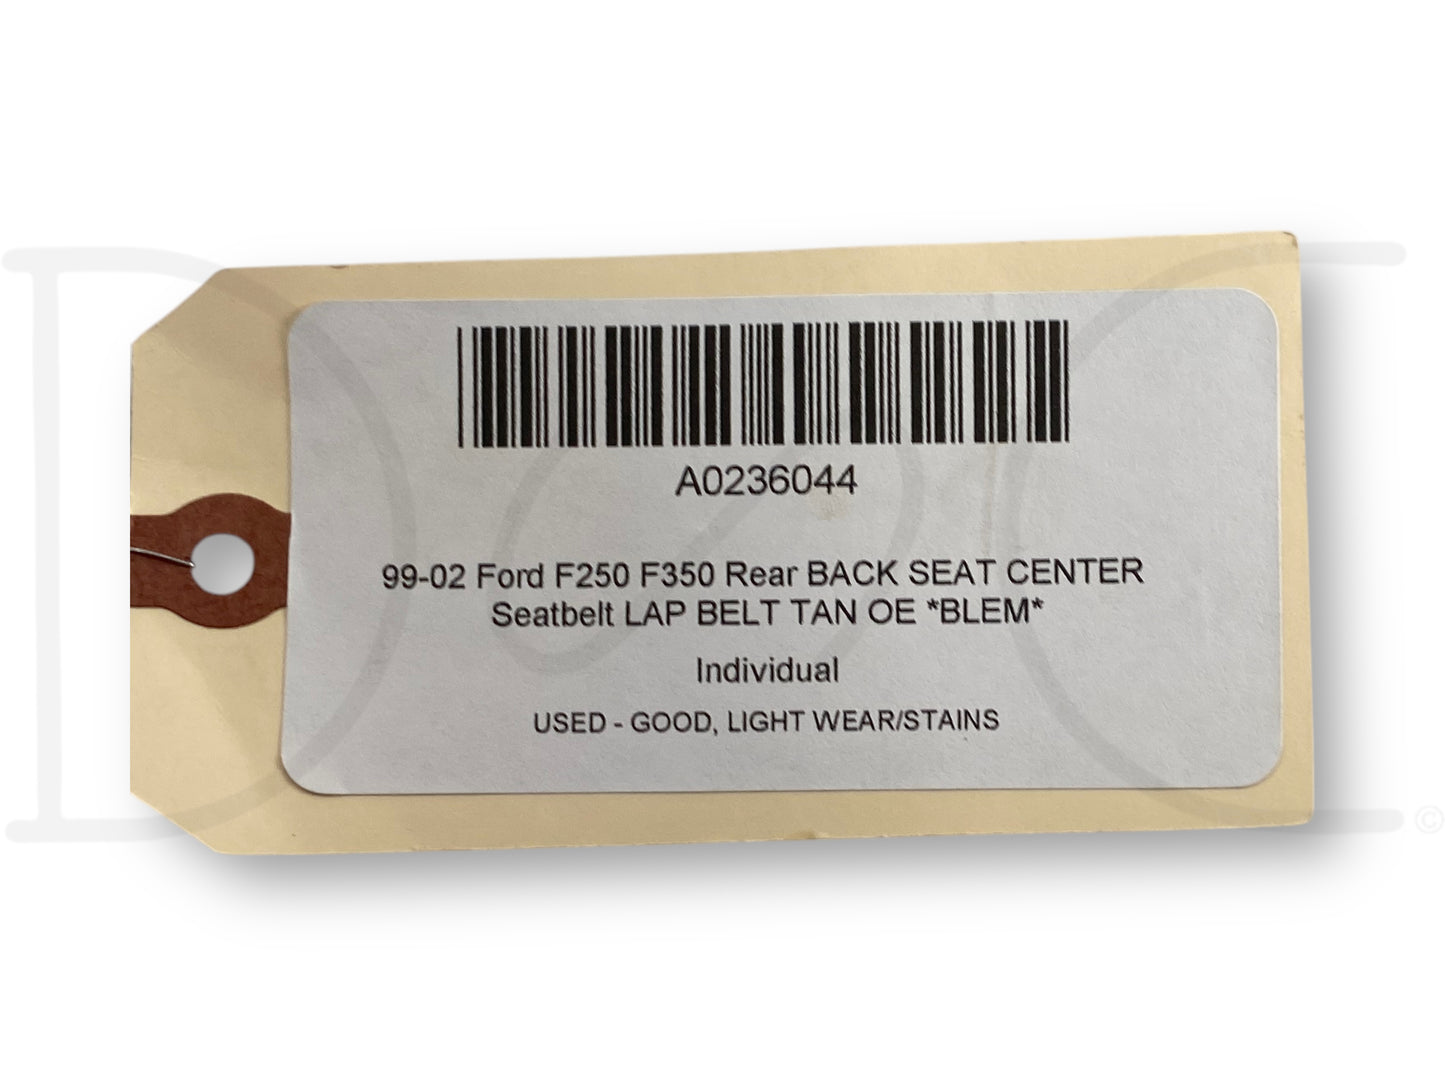 A0236044
99-02 Ford F250 F350 Rear BACK SEAT CENTER
Seatbelt LAP BELT TAN OE *BLEM*
Individual
USED - GOOD, LIGHT WEAR/STAINS
©